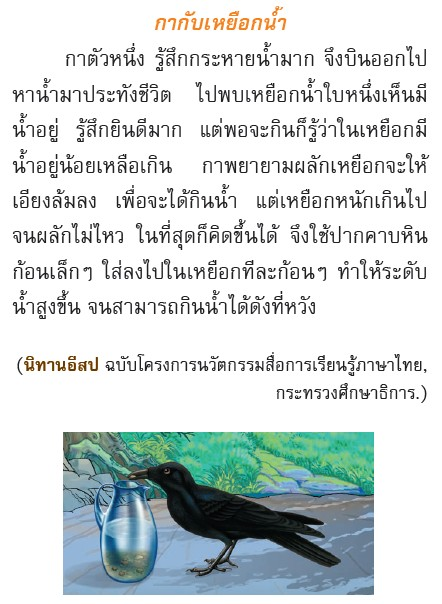 กากับเหยือกน้ำ
กาตัวหนึ่ง รู้สึกกระหายน้ำมาก จึงบินออกไป
หาน้ำมาประทังชีวิต ไปพบเหยือกน้ำใบหนึ่งเห็นมี
น้ำอยู่ รู้สึกยินดีมาก แต่พอจะกินก็รู้ว่าในเหยือกมี
น้ำอยู่น้อยเหลือเกิน กาพยายามผลักเหยือกจะให้
เอียงล้มลง เพื่อจะได้กินน้ำ แต่เหยือกหนักเกินไป
จนผลักไม่ไหว ในที่สุดก็คิดขึ้นได้ จึงใช้ปากคาบหิน
ก้อนเล็กๆ ใส่ลงไปในเหยือกทีละก้อนๆ ทำให้ระดับ
น้ำสูงขึ้น จนสามารถกินน้ำได้ดังที่หวัง
(นิทานอีสป ฉบับโครงการนวัตกรรมสื่อการเรียนรู้ภาษาไทย,
กระทรวงศึกษาธิการ.)